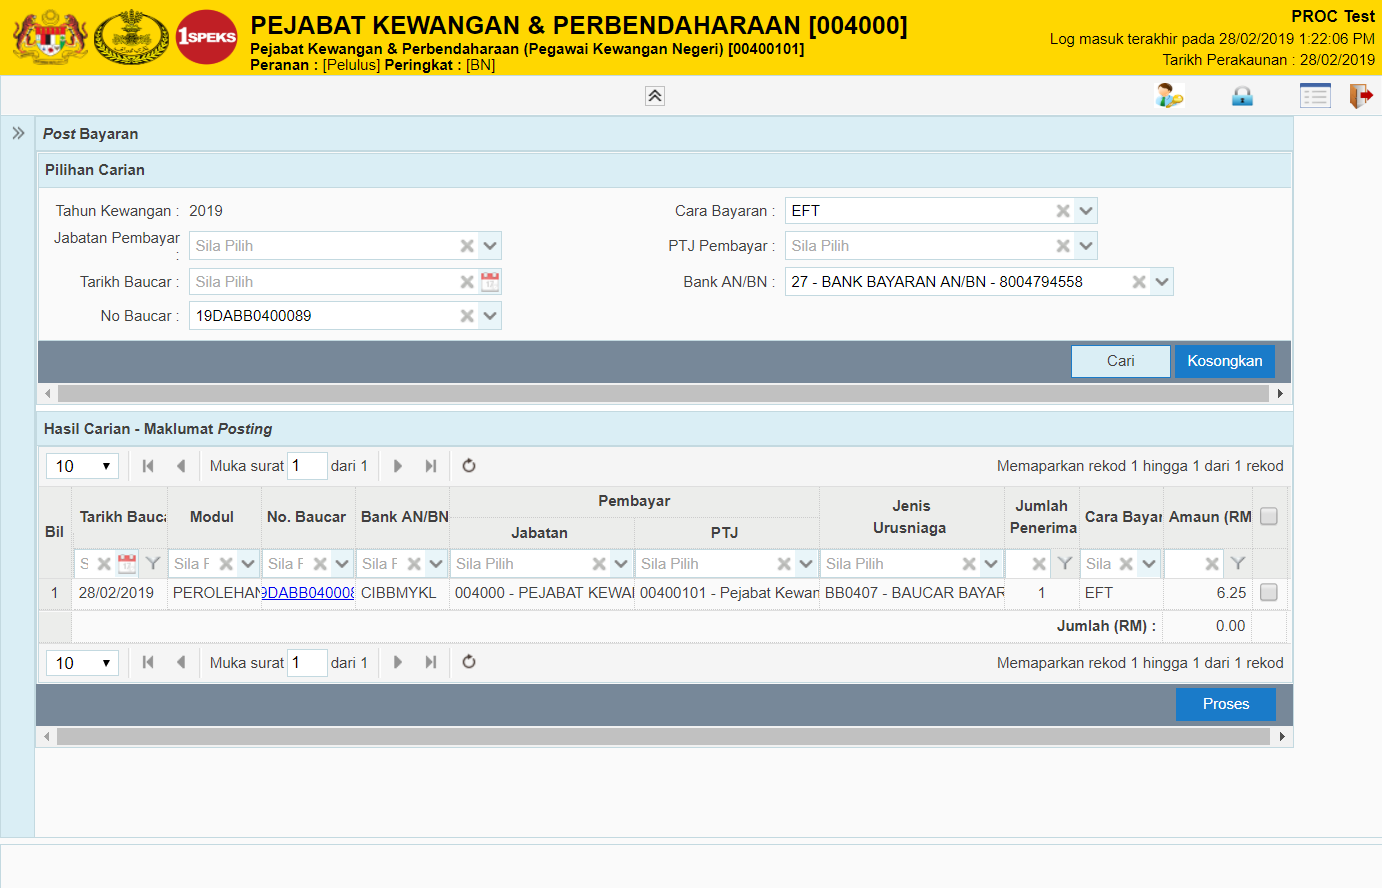 1SPEKS
PEJABAT KEWANGAN & PERBENDAHARAAN [004000]
Pejabat Kewangan & Perbendaharaan (Pegawai Kewangan Negeri) [00400101]
Peranan : [Pelulus] Peringkat : [BN]
PROC Test
Log masuk terakhir pada 28/02/2019 1:22:06 PM
Tarikh Perakaunan : 28/02/2019
Post Bayaran
Pilihan Carian
Tahun Kewangan : 2019
Cara Bayaran : EFT
Jabatan Pembayar : Sila Pilih
PTJ Pembayar : Sila Pilih
Tarikh Baucar : Sila Pilih
Bank AN/BN : 27 - BANK BAYARAN AN/BN - 8004794558
No Baucar : 19DABB0400089
Cari Kosongkan
Hasil Carian - Maklumat Posting
10 Muka surat 1 dari 1 Memaparkan rekod 1 hingga 1 dari 1 rekod
Bil Tarikh Bauca Modul No. Baucar Bank AN/BN Pembayar Jenis Urusniaga Jumlah Penerima Cara Bayar Amaun (RM
Jabatan PTJ
S Sila F Sila F Sila F Sila Pilih Sila Pilih Sila Pilih Sila
1 28/02/2019 PEROLEHAN 9DABB040008 CIBBMYKL 004000 - PEJABAT KEWAI 00400101 - Pejabat Kewan BB0407 - BAUCAR BAYAR 1 EFT 6.25
Jumlah (RM) : 0.00
10 Muka surat 1 dari 1 Memaparkan rekod 1 hingga 1 dari 1 rekod
Proses